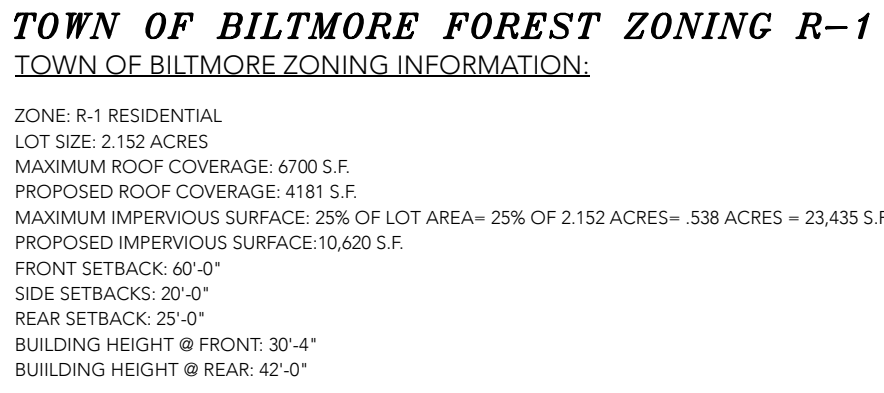 TOWN OF BILTMORE FOREST ZONING R-1
TOWN OF BILTMORE ZONING INFORMATION:
ZONE: R-1 RESIDENTIAL
LOT SIZE: 2.152 ACRES
MAXIMUM ROOF COVERAGE: 6700 S.F.
PROPOSED ROOF COVERAGE: 4181 S.F.
MAXIMUM IMPERVIOUS SURFACE: 25% OF LOT AREA= 25% OF 2.152 ACRES= .538 ACRES = 23,435 S.F
PROPOSED IMPERVIOUS SURFACE:10,620 S.F.
FRONT SETBACK: 60'-0"
SIDE SETBACKS: 20'-0"
REAR SETBACK: 25'-0"
BUILDING HEIGHT @ FRONT: 30'-4"
BUIILDING HEIGHT @ REAR: 42'-0"